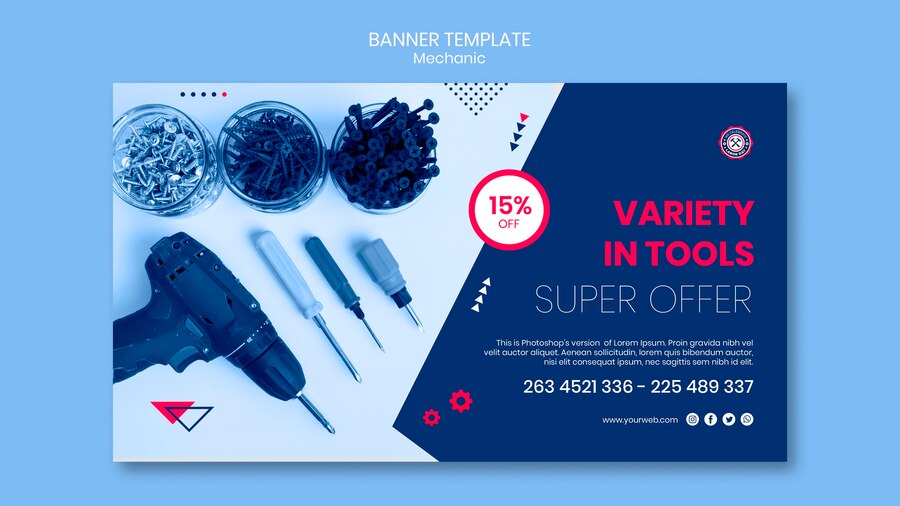 BANNER TEMPLATE
Mechanic
15%
OFF
VARIETY
IN TOOLS
SUPER OFFER
This is Photoshop's version of Lorem Ipsum. Proin gravida nibh vel
velit auctor aliquet. Aenean sollicitudin, lorem quis bibendum auctor,
nisi elit consequat ipsum, nec sagittis sem nibh id elit.
263 4521 336 - 225 489 337
www.yourweb.com